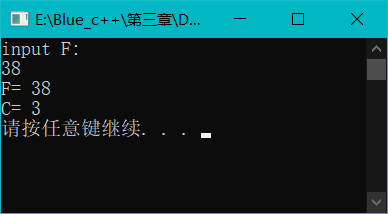 E:\Blue_c++\第三章\D...
input F:
38
F= 38
C= 3
请按任意键继续. . .